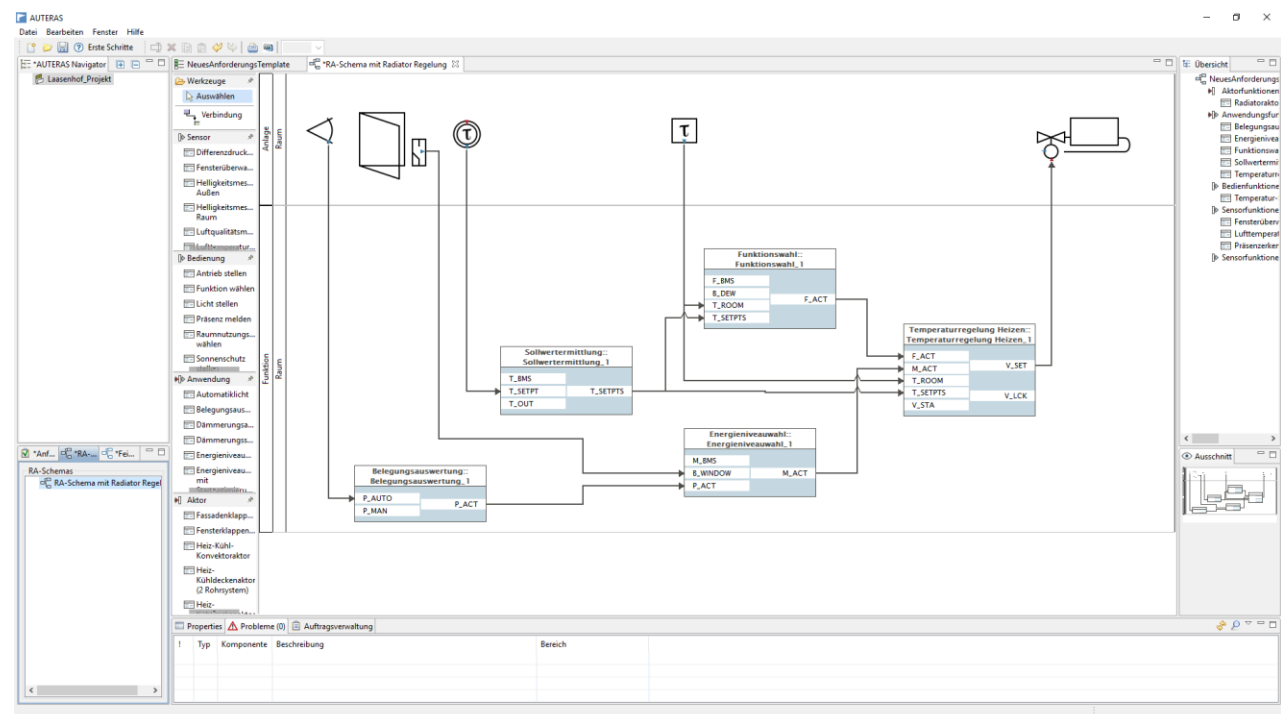 AUTERAS
Datei Bearbeiten Fenster Hilfe
Erste Schritte
*AUTERAS Navigator
Laasenhof_Projekt
NeuesAnforderungsTemplate
*RA-Schema mit Radiator Regelung
Werkzeuge
Auswählen
Verbindung
Sensor
Differenzdruck...
Fensterüberwa...
Helligkeitsmes...
Außen
Helligkeitsmes...
Raum
Luftqualitätsm...
Lufttemperatur...
Bedienung
Antrieb stellen
Funktion wählen
Licht stellen
Präsenz melden
Raumnutzungs...
wählen
Sonnenschutz
stellen
Anwendung
Automatiklicht
Belegungsaus...
Dämmerungsa...
Dämmerungss...
Energieniveau...
Energieniveau...
mit
Aktor
Fassadenklapp...
Fensterklappen...
Heiz-Kühl-
Konvektoraktor
Heiz-
Kühldeckenaktor
(2 Rohrsystem)
Heiz-
Anlage
Raum
Funktion
Raum
τ
τ
Funktionswahl::
Funktionswahl_1
F_BMS
B_DEW
T_ROOM
T_SETPTS
F_ACT
Sollwertermittlung::
Sollwertermittlung_1
T_BMS
T_SETPT
T_OUT
T_SETPTS
Temperaturregelung Heizen::
Temperaturregelung Heizen_1
F_ACT
M_ACT
T_ROOM
T_SETPTS
V_STA
V_SET
V_LCK
Energieniveauwahl::
Energieniveauwahl_1
M_BMS
B_WINDOW
P_ACT
M_ACT
Belegungsauswertung::
Belegungsauswertung_1
P_AUTO
P_MAN
P_ACT
Übersicht
NeuesAnforderungs
Aktorfunktionen
Radiatorakto
Anwendungsfur
Belegungsau
Energienivea
Funktionswa
Sollwertermi
Temperaturr
Bedienfunktione
Temperatur-
Sensorfunktione
Fensterüberv
Lufttemperat
Präsenzerker
Sensorfunktione
Ausschnitt
*Anf... *RA-... *Fei...
RA-Schemas
RA-Schema mit Radiator Regel
Properties Probleme (0) Auftragsverwaltung
! Typ Komponente Beschreibung Bereich